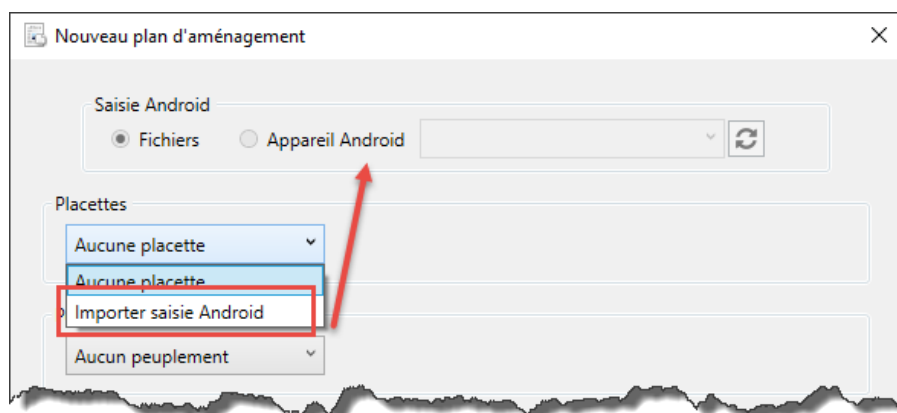 Nouveau plan d'aménagement
Saisie Android
Fichiers Appareil Android
Placettes
Aucune placette
Aucune placette
Importer saisie Android
Aucun peuplement